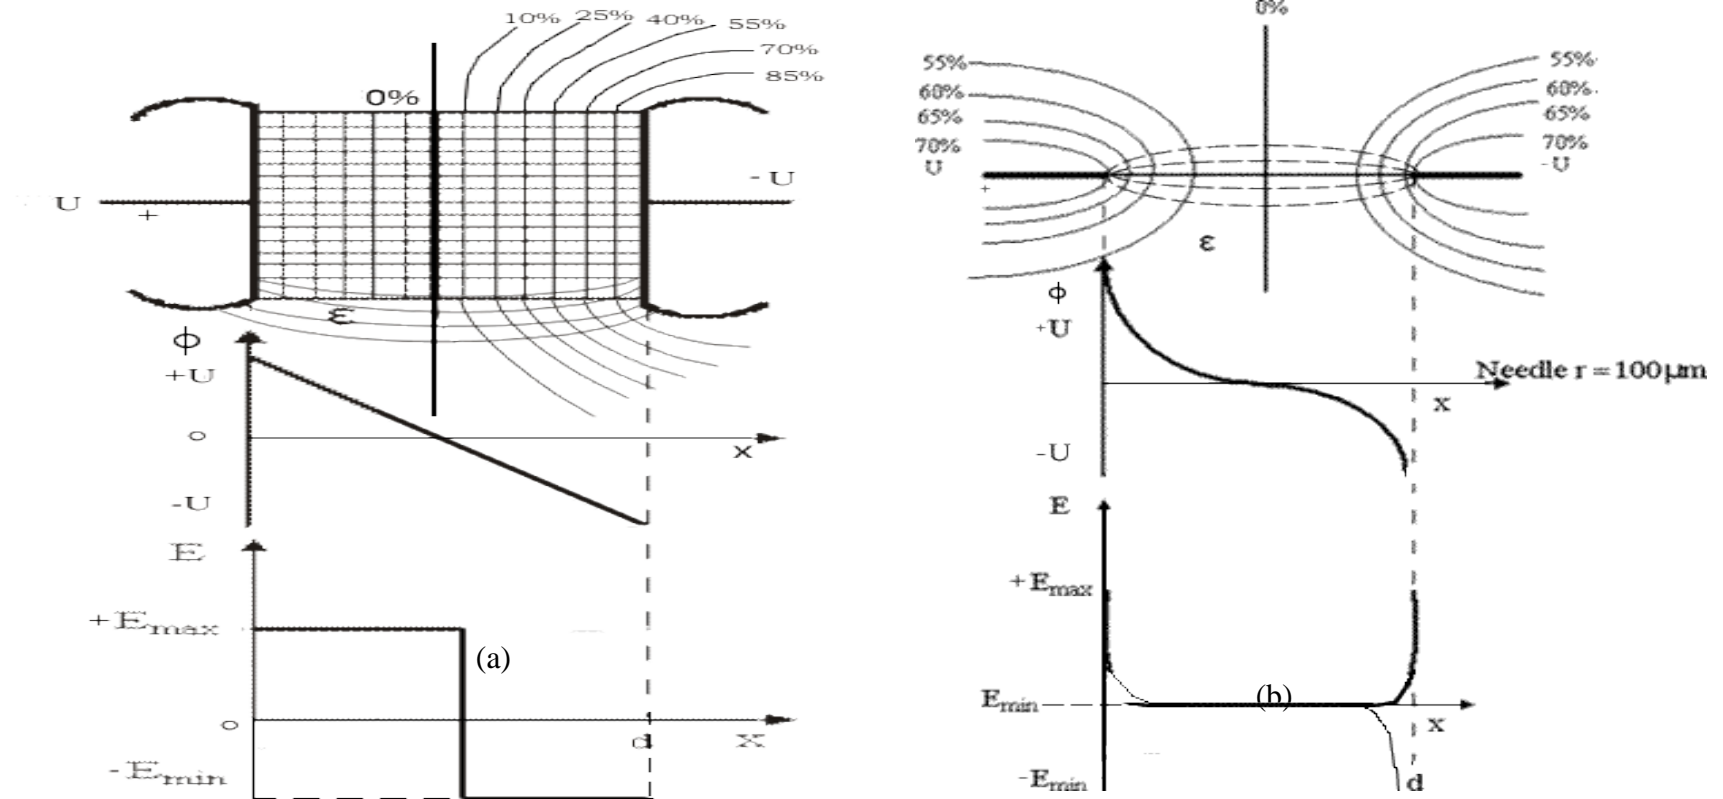 10% 25% 40% 55%
70%
85%
0%
- U
U
+
ε
ϕ
+U
o
x
-U
E
+Emax
(a)
o
d X
-Emin
0%
55% 55%
60% 60%.
65% 65%
70% 70%
U -U
+
ε
ϕ
+U
Needle r = 100μm
x
-U
E
+Emax
(b)
Emin
x
-Emin d